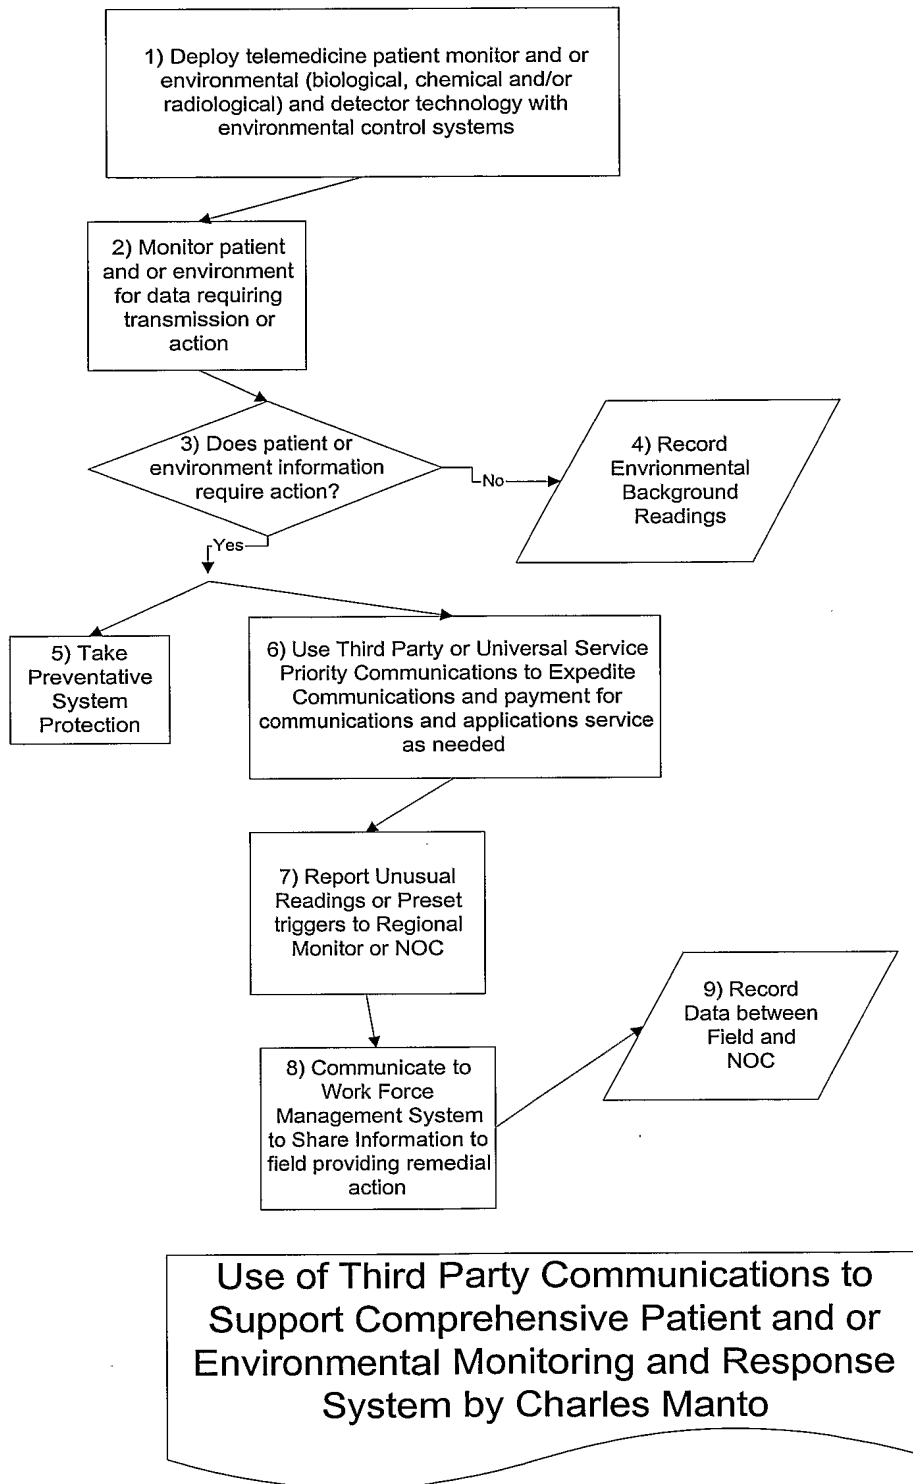 1) Deploy telemedicine patient monitor and or
environmental (biological, chemical and/or
radiological) and detector technology with
environmental control systems
2) Monitor patient
and or environment
for data requiring
transmission or
action
3) Does patient or
environment information
require action?
No
4) Record
Envrionmental
Background
Readings
Yes
5) Take
Preventative
System
Protection
6) Use Third Party or Universal Service
Priority Communications to Expedite
Communications and payment for
communications and applications service
as needed
7) Report Unusual
Readings or Preset
triggers to Regional
Monitor or NOC
8) Communicate to
Work Force
Management System
to Share Information to
field providing remedial
action
9) Record
Data between
Field and
NOC
Use of Third Party Communications to
Support Comprehensive Patient and or
Environmental Monitoring and Response
System by Charles Manto